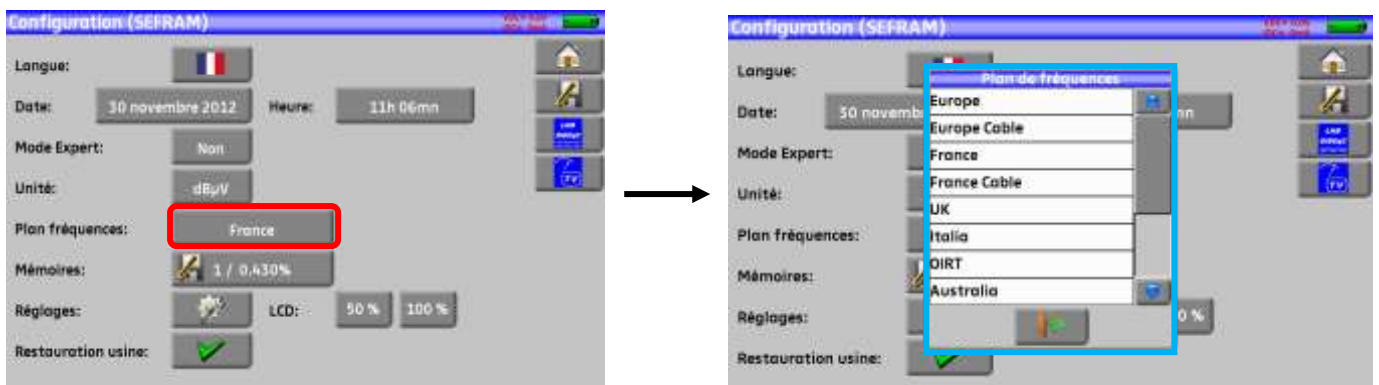 Configuration (SEFRAM)
Langue:
Date: 30 novembre 2012 Heure: 11h 06mn
Mode Expert: Non
Unité: dBµV
Plan fréquences: France
Mémoires: 1 / 0,430%
Réglages: LCD: 50 % 100 %
Restauration usine:
TV
Configuration (SEFRAM)
Langue:
Date: 30 novemb mn
Mode Expert:
Unité:
Plan fréquences:
Mémoires:
Réglages: 0 %
Restauration usine:
TV
Plan de fréquences
Europe
Europe Cable
France
France Cable
UK
Italia
OIRT
Australia